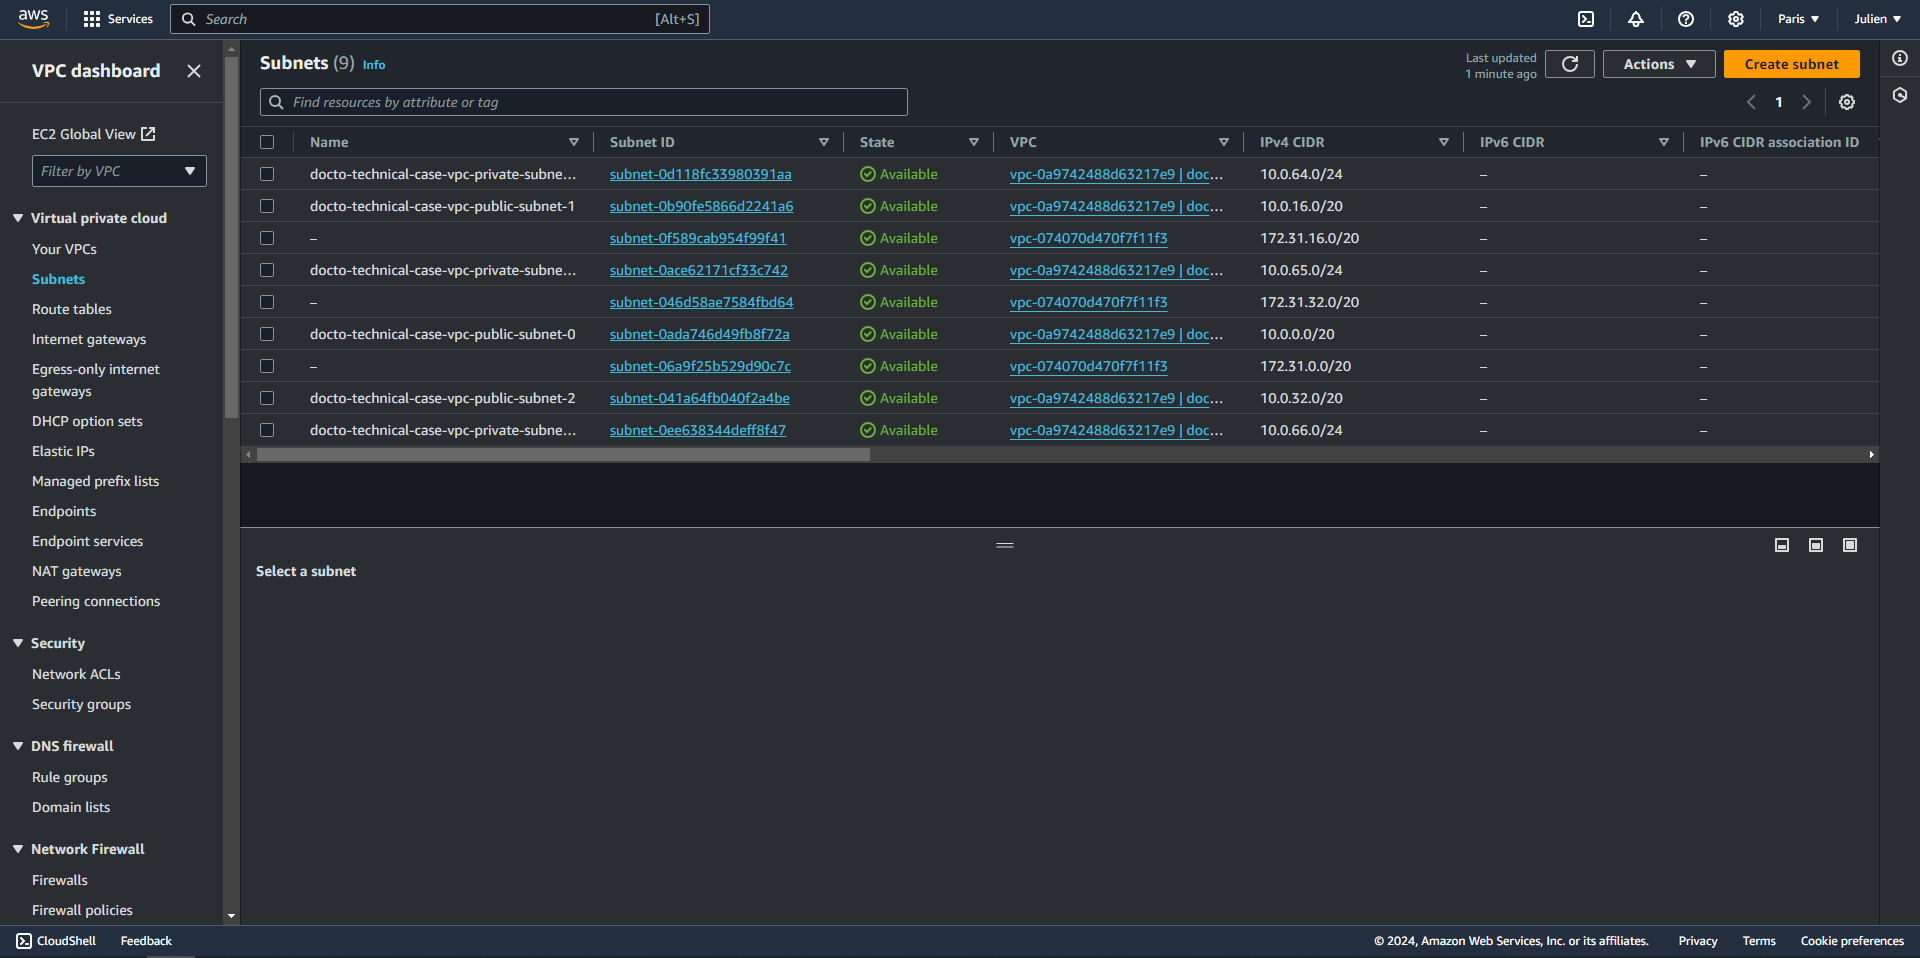 aws
Services
Search
[Alt+S]
Paris
Julien
VPC dashboard
EC2 Global View
Filter by VPC
Virtual private cloud
Your VPCs
Subnets
Route tables
Internet gateways
Egress-only internet
gateways
DHCP option sets
Elastic IPs
Managed prefix lists
Endpoints
Endpoint services
NAT gateways
Peering connections
Security
Network ACLs
Security groups
DNS firewall
Rule groups
Domain lists
Network Firewall
Firewalls
Firewall policies
Subnets (9) Info
Last updated
1 minute ago
Actions
Create subnet
Find resources by attribute or tag
1
Name Subnet ID State VPC IPv4 CIDR IPv6 CIDR IPv6 CIDR association ID
docto-technical-case-vpc-private-subne... subnet-0d118fc33980391aa Available vpc-0a9742488d63217e9 | doc... 10.0.64.0/24 – –
docto-technical-case-vpc-public-subnet-1 subnet-0b90fe5866d2241a6 Available vpc-0a9742488d63217e9 | doc... 10.0.16.0/20 – –
– subnet-0f589cab954f99f41 Available vpc-074070d470f7f11f3 172.31.16.0/20 – –
docto-technical-case-vpc-private-subne... subnet-0ace62171cf33c742 Available vpc-0a9742488d63217e9 | doc... 10.0.65.0/24 – –
– subnet-046d58ae7584fbd64 Available vpc-074070d470f7f11f3 172.31.32.0/20 – –
docto-technical-case-vpc-public-subnet-0 subnet-0ada746d49fb8f72a Available vpc-0a9742488d63217e9 | doc... 10.0.0.0/20 – –
– subnet-06a9f25b529d90c7c Available vpc-074070d470f7f11f3 172.31.0.0/20 – –
docto-technical-case-vpc-public-subnet-2 subnet-041a64fb040f2a4be Available vpc-0a9742488d63217e9 | doc... 10.0.32.0/20 – –
docto-technical-case-vpc-private-subne... subnet-0ee638344deff8f47 Available vpc-0a9742488d63217e9 | doc... 10.0.66.0/24 – –
Select a subnet
CloudShell
Feedback
© 2024, Amazon Web Services, Inc. or its affiliates.
Privacy
Terms
Cookie preferences